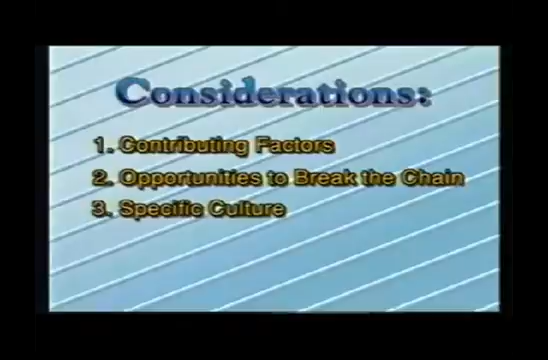 Considerations:
1. Contributing Factors
2. Opportunities to Break the Chain
3. Specific Culture